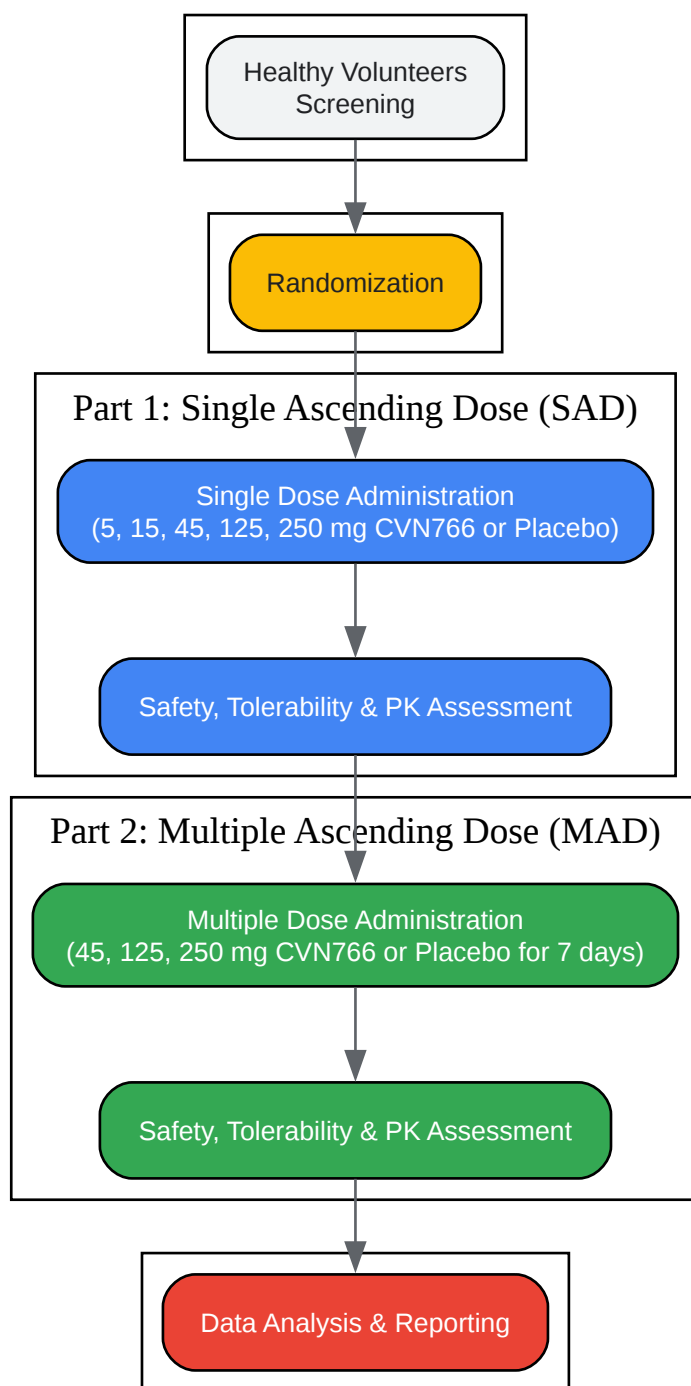 Healthy Volunteers
Screening
Randomization
Part 1: Single Ascending Dose (SAD)
Single Dose Administration
(5, 15, 45, 125, 250 mg CVN766 or Placebo)
Safety, Tolerability & PK Assessment
Part 2: Multiple Ascending Dose (MAD)
Multiple Dose Administration
(45, 125, 250 mg CVN766 or Placebo for 7 days)
Safety, Tolerability & PK Assessment
Data Analysis & Reporting